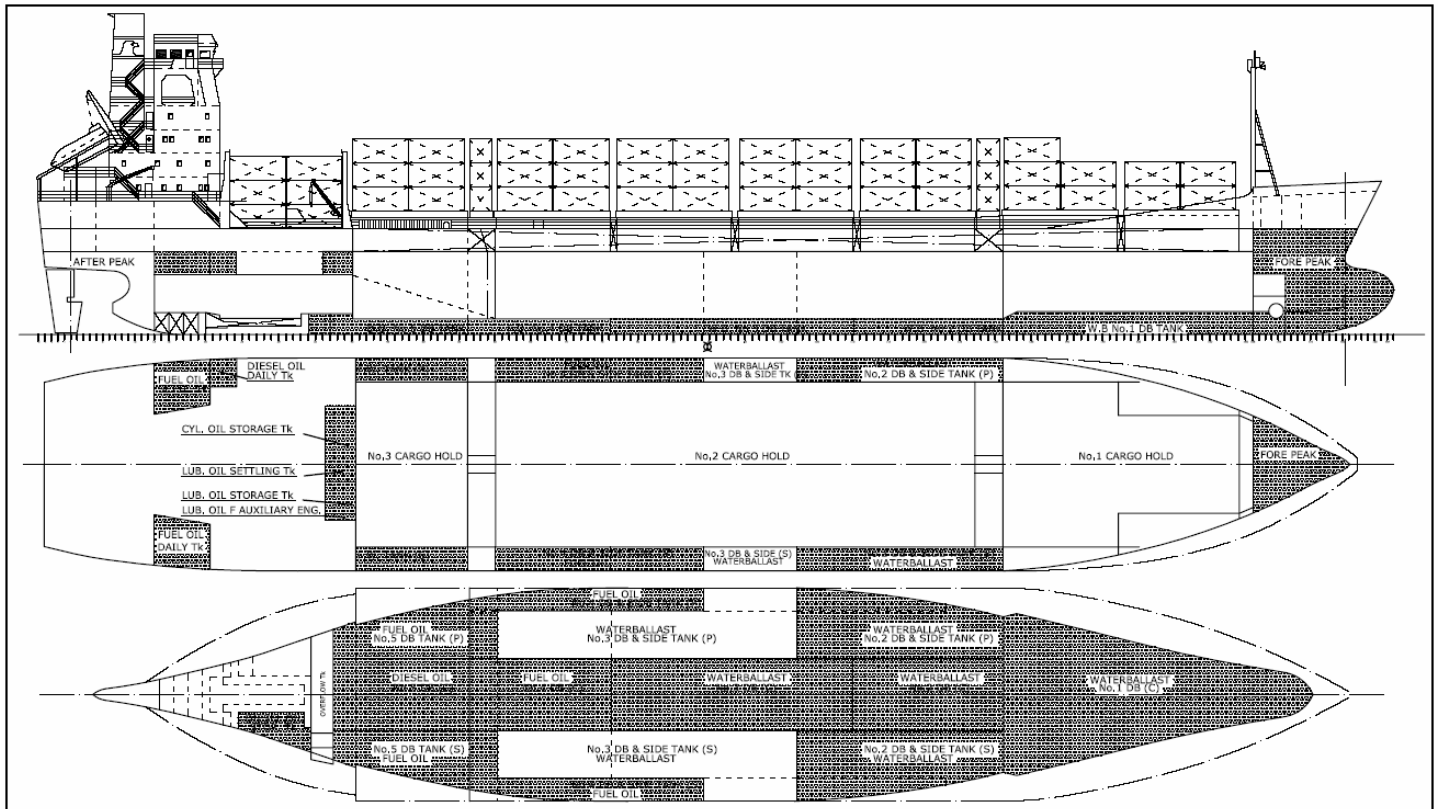 AFTER PEAK
FORE PEAK
W.B No.1 DB TANK
DIESEL OIL
DAILY Tk
FUEL OIL
WATERBALLAST
No,3 DB & SIDE TK
No,2 DB & SIDE TANK (P)
CYL. OIL STORAGE Tk
No,3 CARGO HOLD
No,2 CARGO HOLD
No,1 CARGO HOLD
FORE PEAK
LUB. OIL SETTLING Tk
LUB. OIL STORAGE Tk
LUB. OIL F AUXILIARY ENG.
FUEL OIL
DAILY Tk
No,3 DB & SIDE (S)
WATERBALLAST
WATERBALLAST
FUEL OIL
FUEL OIL
No,5 DB TANK (P)
WATERBALLAST
No,3 DB & SIDE TANK (P)
WATERBALLAST
No,2 DB & SIDE TANK (P)
OVERFLOW Tk
DIESEL OIL
FUEL OIL
WATERBALLAST
WATERBALLAST
WATERBALLAST
No.1 DB (C)
No,5 DB TANK (S)
FUEL OIL
No,3 DB & SIDE TANK (S)
WATERBALLAST
No,2 DB & SIDE TANK (S)
WATERBALLAST
FUEL OIL